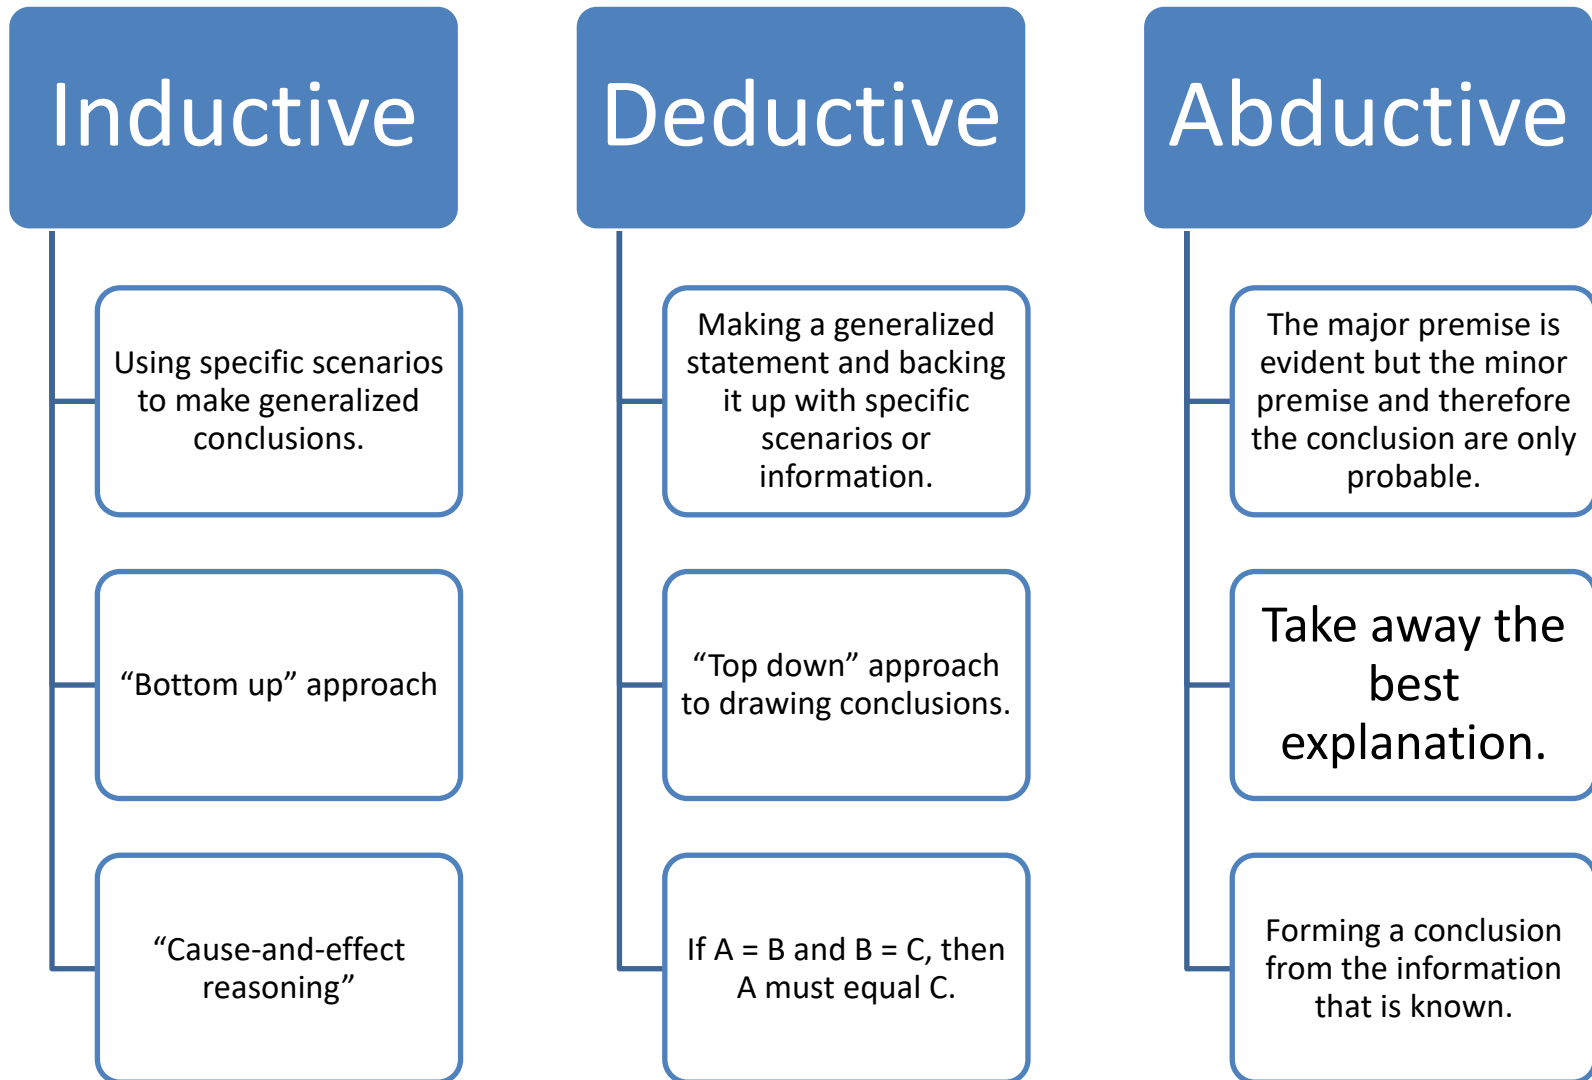 Inductive
Using specific scenarios
to make generalized
conclusions.
“Bottom up” approach
“Cause-and-effect
reasoning”
Deductive
Making a generalized
statement and backing
it up with specific
scenarios or
information.
“Top down” approach
to drawing conclusions.
If A = B and B = C, then
A must equal C.
Abductive
The major premise is
evident but the minor
premise and therefore
the conclusion are only
probable.
Take away the
best
explanation.
Forming a conclusion
from the information
that is known.